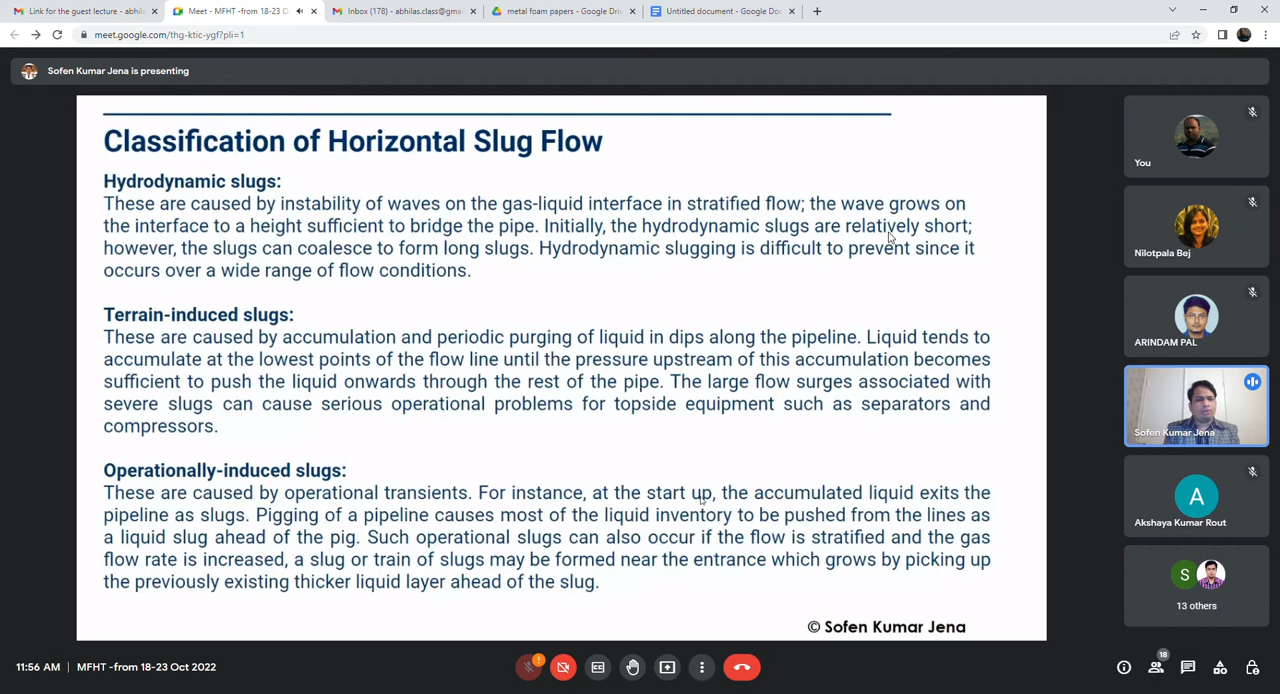 Link for the guest lecture - abhilas
Meet - MFHT -from 18-23 Oc
Inbox (178) - abhilas.class@gma
metal foam papers - Google Driv
Untitled document - Google Doc
meet.google.com/thg-ktic-ygf?pli=1
Sofen Kumar Jena is presenting
Classification of Horizontal Slug Flow
Hydrodynamic slugs:
These are caused by instability of waves on the gas-liquid interface in stratified flow; the wave grows on
the interface to a height sufficient to bridge the pipe. Initially, the hydrodynamic slugs are relatively short;
however, the slugs can coalesce to form long slugs. Hydrodynamic slugging is difficult to prevent since it
occurs over a wide range of flow conditions.
Terrain-induced slugs:
These are caused by accumulation and periodic purging of liquid in dips along the pipeline. Liquid tends to
accumulate at the lowest points of the flow line until the pressure upstream of this accumulation becomes
sufficient to push the liquid onwards through the rest of the pipe. The large flow surges associated with
severe slugs can cause serious operational problems for topside equipment such as separators and
compressors.
Operationally-induced slugs:
These are caused by operational transients. For instance, at the start up, the accumulated liquid exits the
pipeline as slugs. Pigging of a pipeline causes most of the liquid inventory to be pushed from the lines as
a liquid slug ahead of the pig. Such operational slugs can also occur if the flow is stratified and the gas
flow rate is increased, a slug or train of slugs may be formed near the entrance which grows by picking up
the previously existing thicker liquid layer ahead of the slug.
© Sofen Kumar Jena
You
Nilotpala Bej
ARINDAM PAL
Sofen Kumar Jena
A
Akshaya Kumar Rout
S
13 others
11:56 AM | MFHT -from 18-23 Oct 2022
18